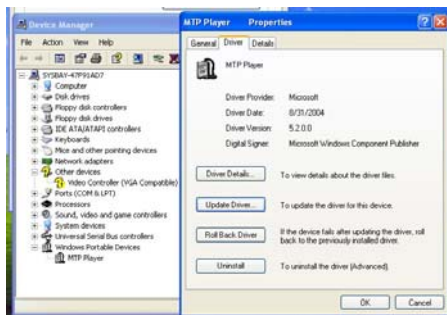 Device Manager
File Action View Help
SYSBAY-47F91AD7
Computer
Disk drives
Floppy disk controllers
Floppy disk drives
IDE ATA/ATAPI controllers
Keyboards
Mice and other pointing devices
Network adapters
Other devices
Video Controller (VGA Compatible)
Ports (COM & LPT)
Processors
Sound, video and game controllers
System devices
Universal Serial Bus controllers
Windows Portable Devices
MTP Player
MTP Player Properties
General Driver Details
MTP Player
Driver Provider: Microsoft
Driver Date: 8/31/2004
Driver Version: 5.2.0.0
Digital Signer: Microsoft Windows Component Publisher
Driver Details... To view details about the driver files.
Update Driver... To update the driver for this device.
Roll Back Driver If the device fails after updating the driver, roll
back to the previously installed driver.
Uninstall To uninstall the driver (Advanced).
OK Cancel